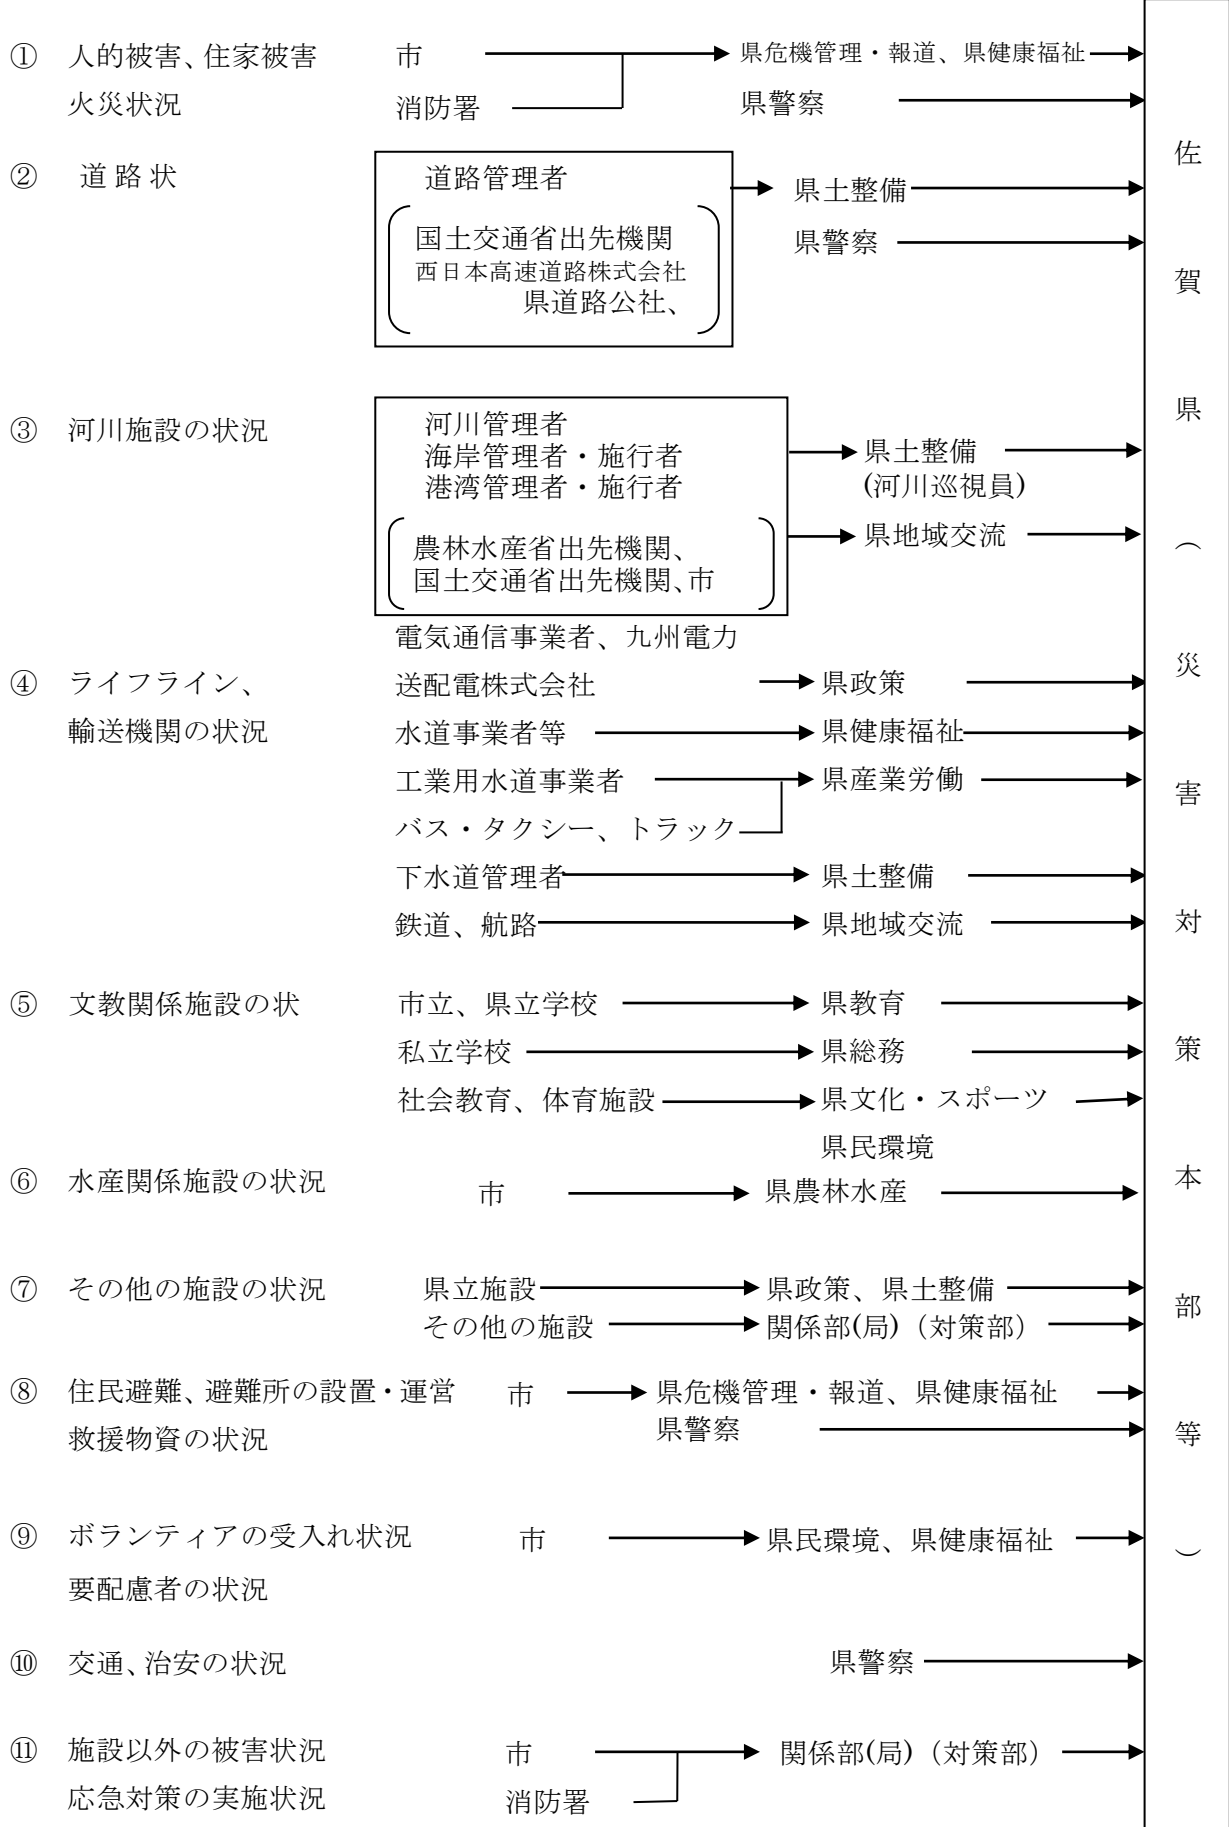 ① 人的被害、住家被害 市 県危機管理・報道、県健康福祉
火災状況 消防署 県警察
② 道路状 道路管理者 県土整備
国土交通省出先機関 県警察
西日本高速道路株式会社
県道路公社、
③ 河川施設の状況 河川管理者
海岸管理者・施行者 県土整備
港湾管理者・施行者 (河川巡視員)
農林水産省出先機関、 県地域交流
国土交通省出先機関、市
電気通信事業者、九州電力
④ ライフライン、 送配電株式会社 県政策
輸送機関の状況 水道事業者等 県健康福祉
工業用水道事業者 県産業労働
バス・タクシー、トラック
下水道管理者 県土整備
鉄道、航路 県地域交流
⑤ 文教関係施設の状 市立、県立学校 県教育
私立学校 県総務
社会教育、体育施設 県文化・スポーツ
県民環境
⑥ 水産関係施設の状況 市 県農林水産
⑦ その他の施設の状況 県立施設 県政策、県土整備
その他の施設 関係部(局)（対策部）
⑧ 住民避難、避難所の設置・運営 市 県危機管理・報道、県健康福祉
救援物資の状況 県警察
⑨ ボランティアの受入れ状況 市 県民環境、県健康福祉
要配慮者の状況
⑩ 交通、治安の状況 県警察
⑪ 施設以外の被害状況 市 関係部(局)（対策部）
応急対策の実施状況 消防署
佐賀県（災害対策本部等）